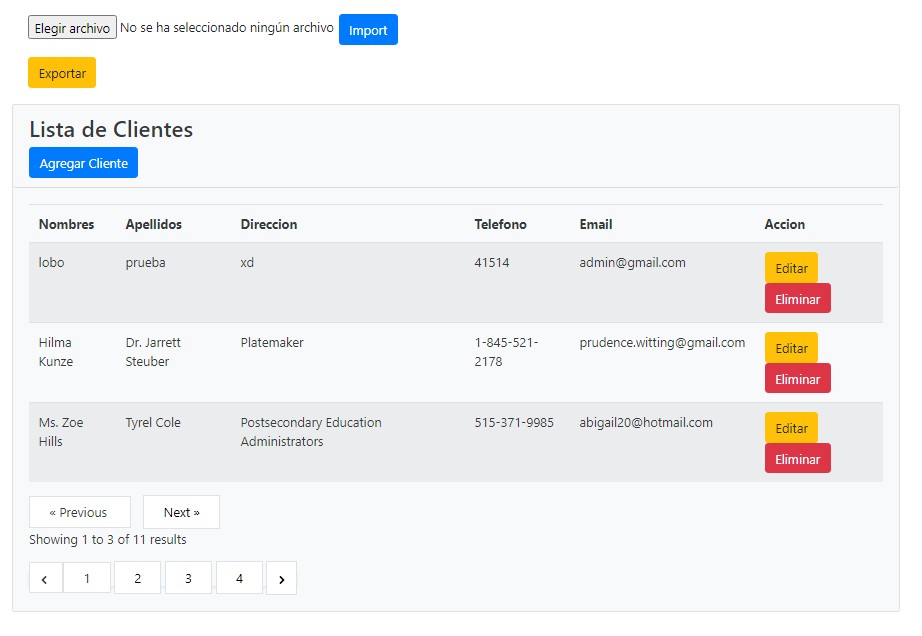 Elegir archivo No se ha seleccionado ningún archivo Import
Exportar
Lista de Clientes
Agregar Cliente
Nombres Apellidos Direccion Telefono Email Accion
lobo prueba xd 41514 admin@gmail.com Editar
Eliminar
Hilma Dr. Jarrett Platemaker 1-845-521- prudence.witting@gmail.com Editar
Kunze Steuber 2178
Eliminar
Ms. Zoe Tyrel Cole Postsecondary Education 515-371-9985 abigail20@hotmail.com Editar
Hills Administrators
Eliminar
« Previous Next »
Showing 1 to 3 of 11 results
‹ 1 2 3 4 ›